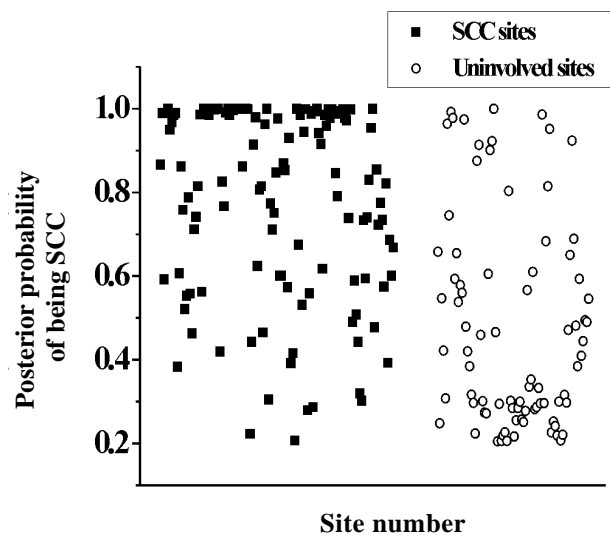 SCC sites
Uninvolved sites
1.0
0.8
0.6
0.4
0.2
Posterior probability
of being SCC
Site number